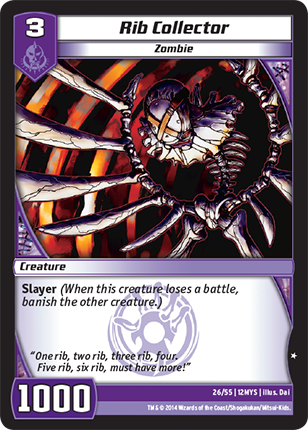 3
Rib Collector
Zombie
Creature
Slayer (When this creature loses a battle,
banish the other creature.)
"One rib, two rib, three rib, four.
Five rib, six rib, must have more!"
1000
26/55 | 12MYS | Illus. Dai
TM & © 2014 Wizards of the Coast/Shogakukan/Mitsui-Kids.